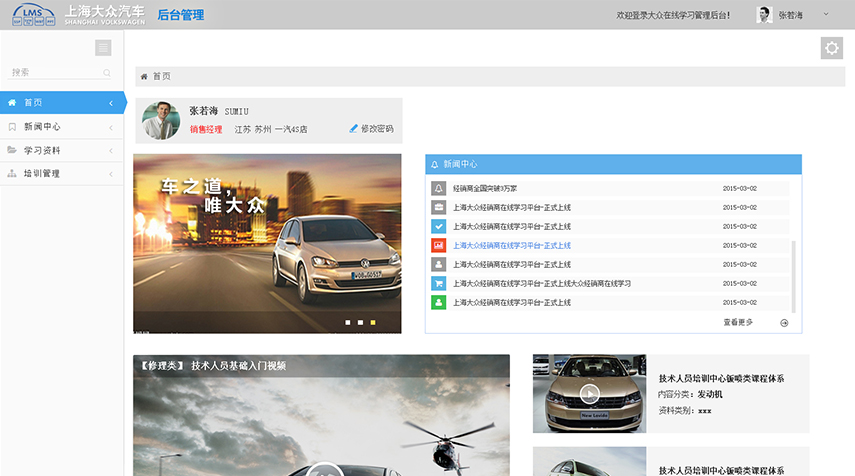 LMS
上海大众汽车
SHANGHAI VOLKSWAGEN
后台管理
欢迎登录大众在线学习管理后台!
张若海
搜索
首页
新闻中心
学习资料
培训管理
首页
张若海 SUMIU
销售经理 江苏 苏州 一汽4S店 修改密码
车之道，
唯大众
新闻中心
经销商全国突破3万家 2015-03-02
上海大众经销商在线学习平台-正式上线 2015-03-02
上海大众经销商在线学习平台-正式上线 2015-03-02
上海大众经销商在线学习平台-正式上线 2015-03-02
上海大众经销商在线学习平台-正式上线 2015-03-02
上海大众经销商在线学习平台-正式上线大众经销商在线学习 2015-03-02
上海大众经销商在线学习平台-正式上线 2015-03-02
查看更多
【修理类】 技术人员基础入门视频
技术人员培训中心钣喷类课程体系
内容分类：发动机
资料类别：xxx
New Lavida
技术人员培训中心钣喷类课程体系